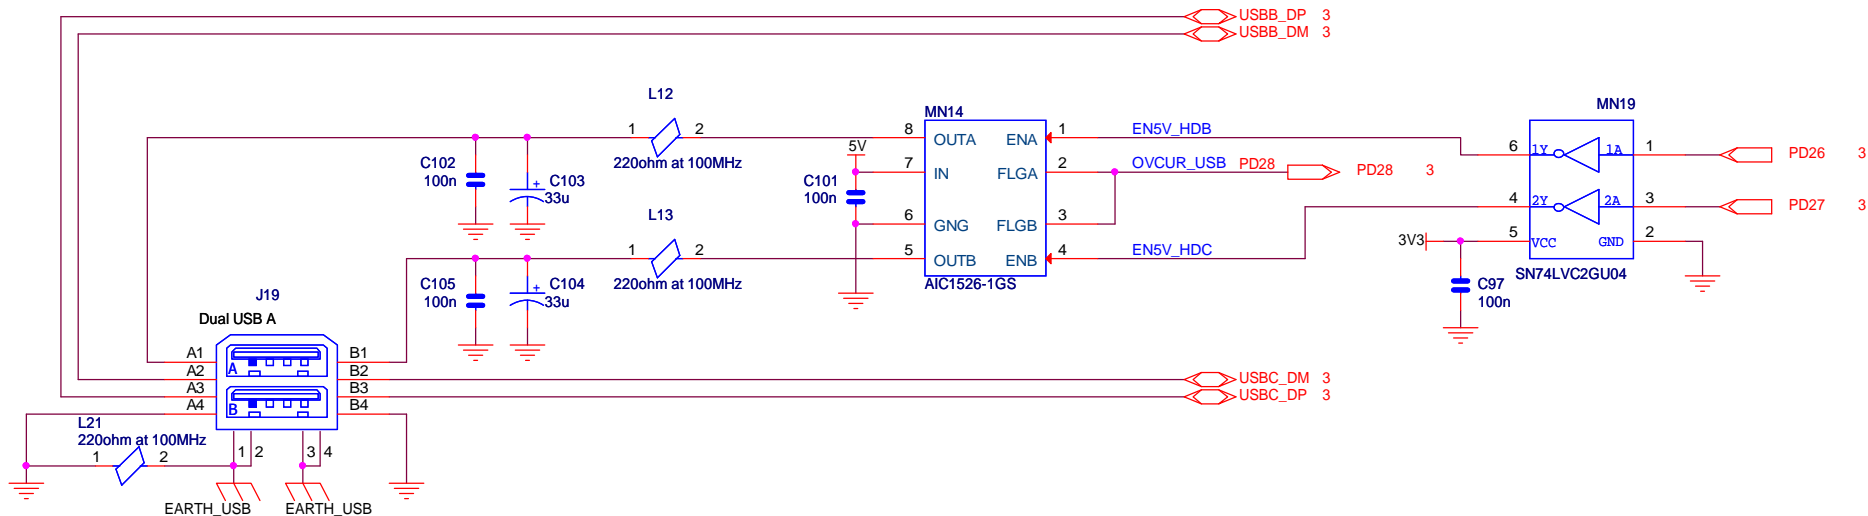 USBB_DP 3
USBB_DM 3
L12
1 2
220ohm at 100MHz
C102
100n
C103
+
33u
L13
1 2
220ohm at 100MHz
C105
100n
C104
+
33u
5V
C101
100n
MN14
8 OUTA ENA 1
7 IN FLGA 2
6 GNG FLGB 3
5 OUTB ENB 4
AIC1526-1GS
EN5V_HDB
OVCUR_USB PD28 PD28 3
EN5V_HDC
MN19
6 1Y 1A 1
4 2Y 2A 3
5 VCC GND 2
SN74LVC2GU04
PD26 3
PD27 3
3V3
C97
100n
J19
Dual USB A
A1 B1
A2 A B2
A3 B3
A4 B B4
1 2 3 4
USBC_DM 3
USBC_DP 3
L21
220ohm at 100MHz
1 2
EARTH_USB EARTH_USB